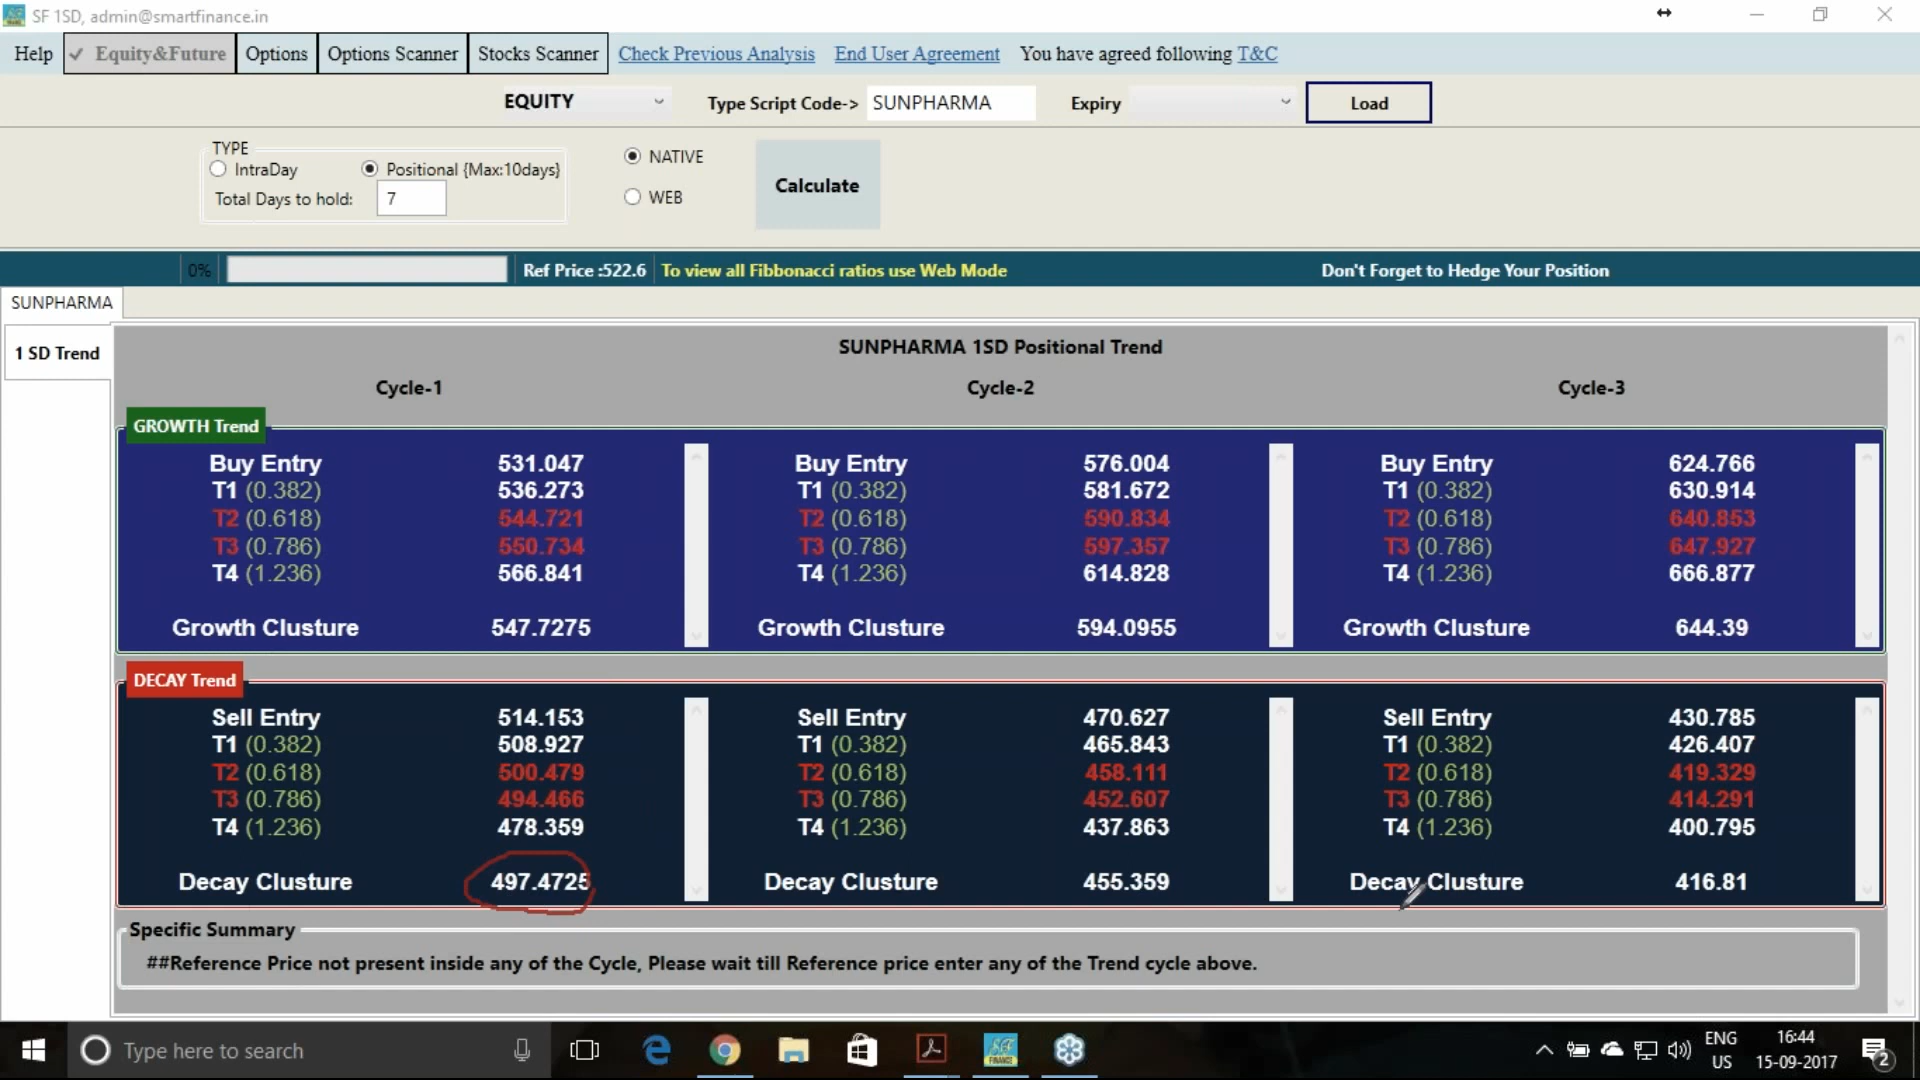 SF 1SD, admin@smartfinance.in
Help ✓ Equity&Future Options Options Scanner Stocks Scanner Check Previous Analysis End User Agreement You have agreed following T&C
EQUITY Type Script Code-> SUNPHARMA Expiry Load
TYPE
IntraDay Positional {Max:10days}
Total Days to hold: 7
NATIVE
WEB
Calculate
0% Ref Price :522.6 To view all Fibbonacci ratios use Web Mode Don't Forget to Hedge Your Position
SUNPHARMA
1 SD Trend
SUNPHARMA 1SD Positional Trend
Cycle-1 Cycle-2 Cycle-3
GROWTH Trend
Buy Entry 531.047 Buy Entry 576.004 Buy Entry 624.766
T1 (0.382) 536.273 T1 (0.382) 581.672 T1 (0.382) 630.914
T2 (0.618) 544.721 T2 (0.618) 590.834 T2 (0.618) 640.853
T3 (0.786) 550.734 T3 (0.786) 597.357 T3 (0.786) 647.927
T4 (1.236) 566.841 T4 (1.236) 614.828 T4 (1.236) 666.877
Growth Clusture 547.7275 Growth Clusture 594.0955 Growth Clusture 644.39
DECAY Trend
Sell Entry 514.153 Sell Entry 470.627 Sell Entry 430.785
T1 (0.382) 508.927 T1 (0.382) 465.843 T1 (0.382) 426.407
T2 (0.618) 500.479 T2 (0.618) 458.111 T2 (0.618) 419.329
T3 (0.786) 494.466 T3 (0.786) 452.607 T3 (0.786) 414.291
T4 (1.236) 478.359 T4 (1.236) 437.863 T4 (1.236) 400.795
Decay Clusture 497.4725 Decay Clusture 455.359 Decay Clusture 416.81
Specific Summary
##Reference Price not present inside any of the Cycle, Please wait till Reference price enter any of the Trend cycle above.
Type here to search
ENG 16:44
US 15-09-2017 2
FINANCE